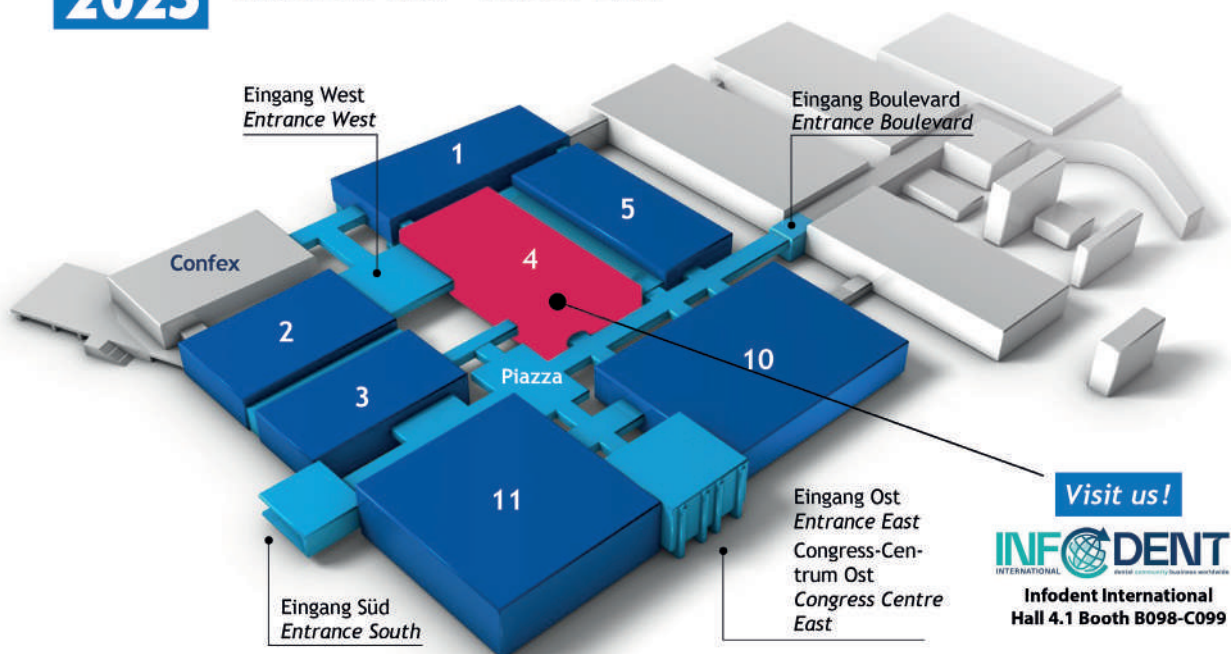 2025
Eingang West
Entrance West
Eingang Boulevard
Entrance Boulevard
1
5
4
Confex
2
3
Piazza
10
11
Eingang Ost
Entrance East
Congress-Cen-
trum Ost
Congress Centre
East
Eingang Süd
Entrance South
Visit us!
INFODENT
INTERNATIONAL
dental community business worldwide
Infodent International
Hall 4.1 Booth B098-C099